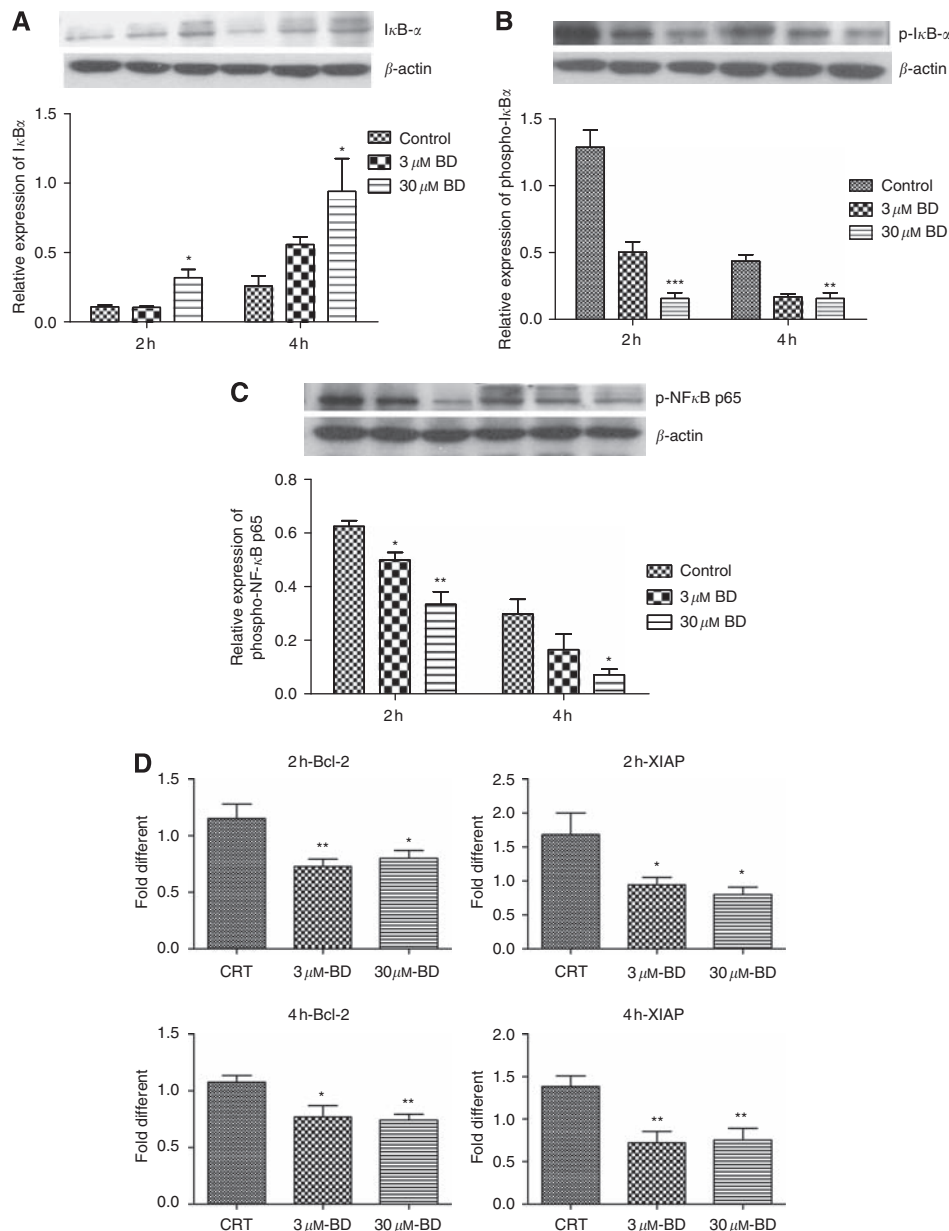 A
IκB-α
β-actin
Relative expression of IκBα
1.5
1.0
0.5
0.0
*
*
2 h
4 h
Control
3 μM BD
30 μM BD
B
p-IκB-α
β-actin
Relative expression of phospho-IκBα
1.5
1.0
0.5
0.0
***
**
2 h
4 h
Control
3 μM BD
30 μM BD
C
p-NFκB p65
β-actin
Relative expression of
phospho-NF-κB p65
0.8
0.6
0.4
0.2
0.0
*
**
*
2 h
4 h
Control
3 μM BD
30 μM BD
D
2 h-Bcl-2
Fold different
1.5
1.0
0.5
0.0
**
*
CRT
3 μM-BD
30 μM-BD
2 h-XIAP
Fold different
2.5
2.0
1.5
1.0
0.5
0.0
*
*
CRT
3 μM-BD
30 μM-BD
4 h-Bcl-2
Fold different
1.5
1.0
0.5
0.0
*
**
CRT
3 μM-BD
30 μM-BD
4 h-XIAP
Fold different
2.0
1.5
1.0
0.5
0.0
**
**
CRT
3 μM-BD
30 μM-BD